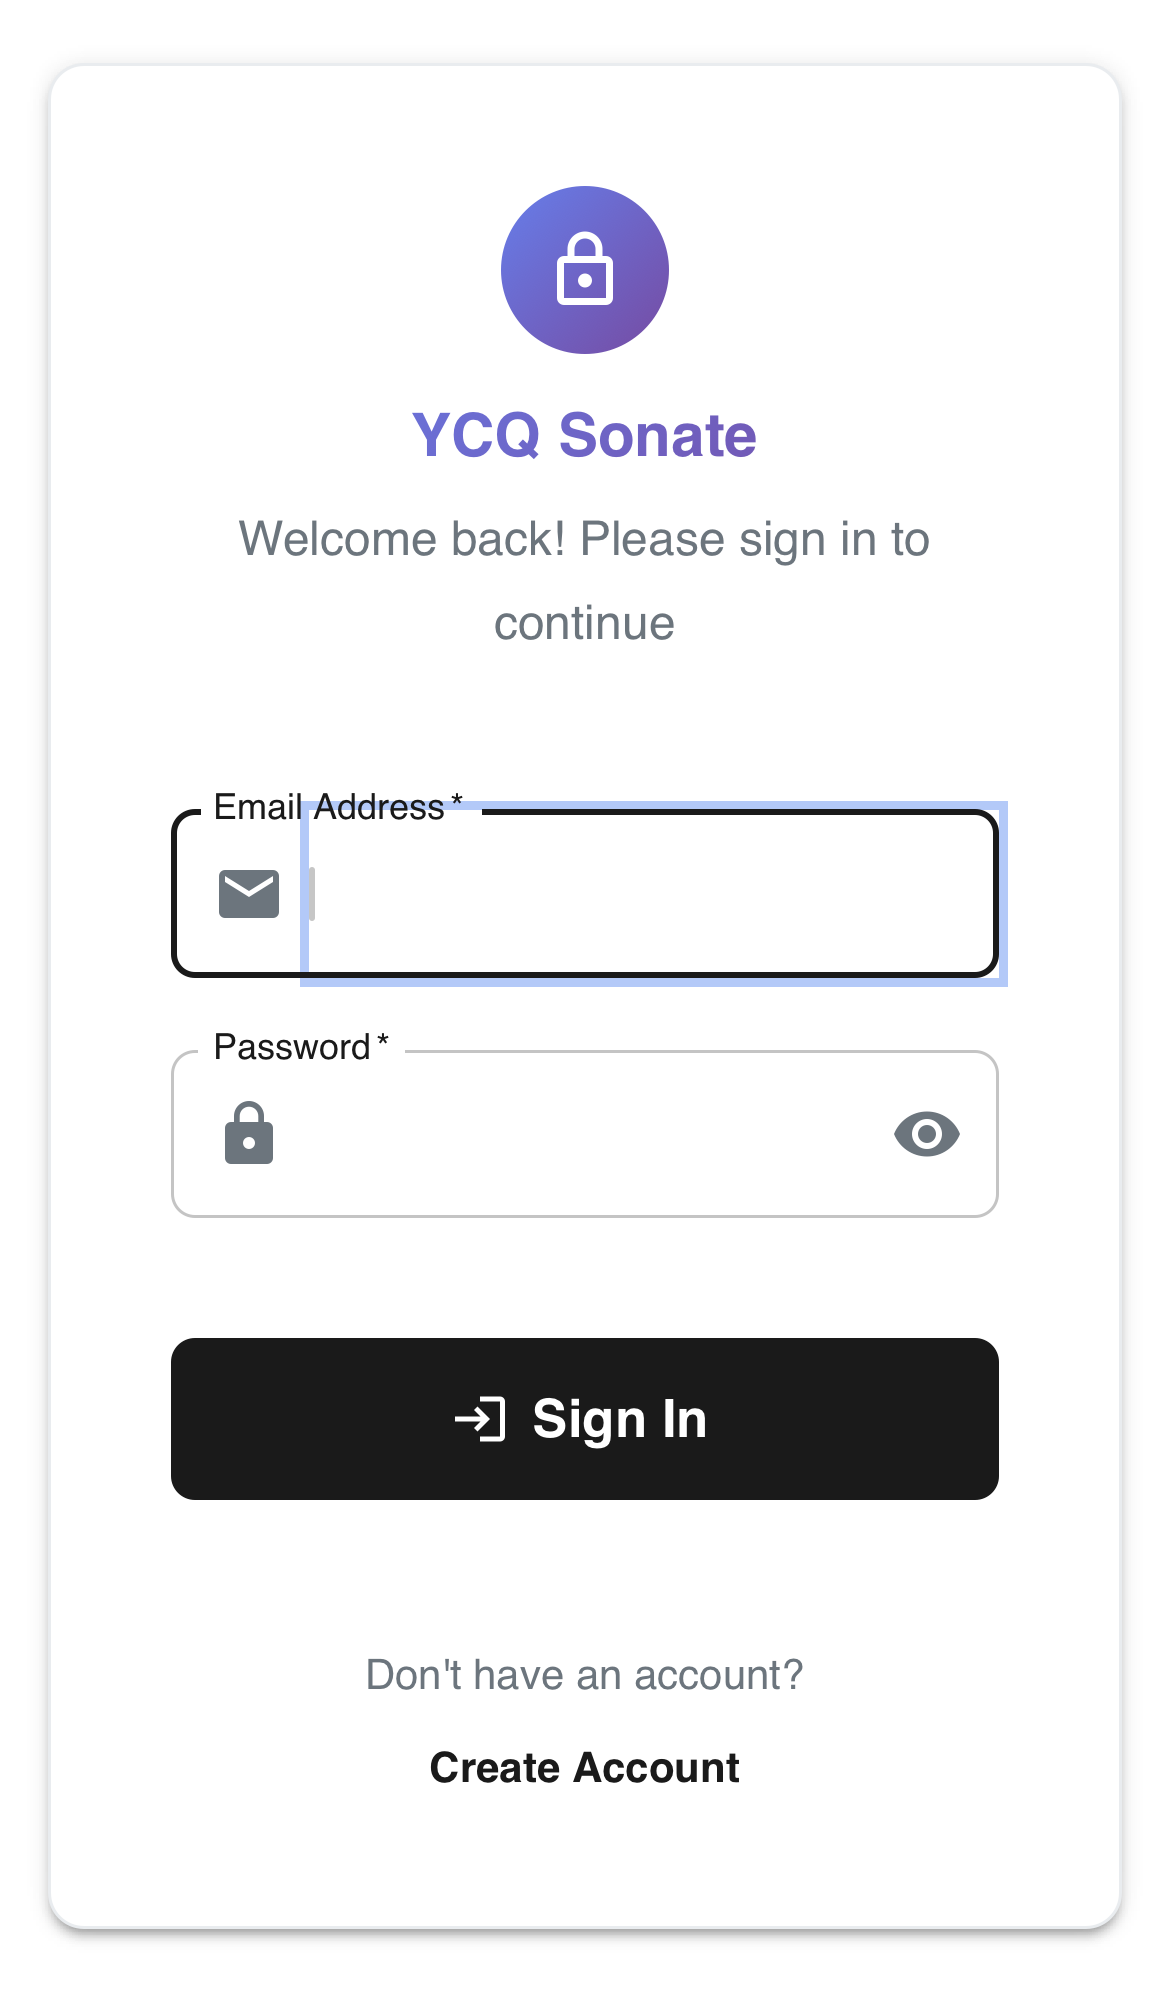 YCQ Sonate
Welcome back! Please sign in to
continue
Email Address *
Password *
Sign In
Don't have an account?
Create Account